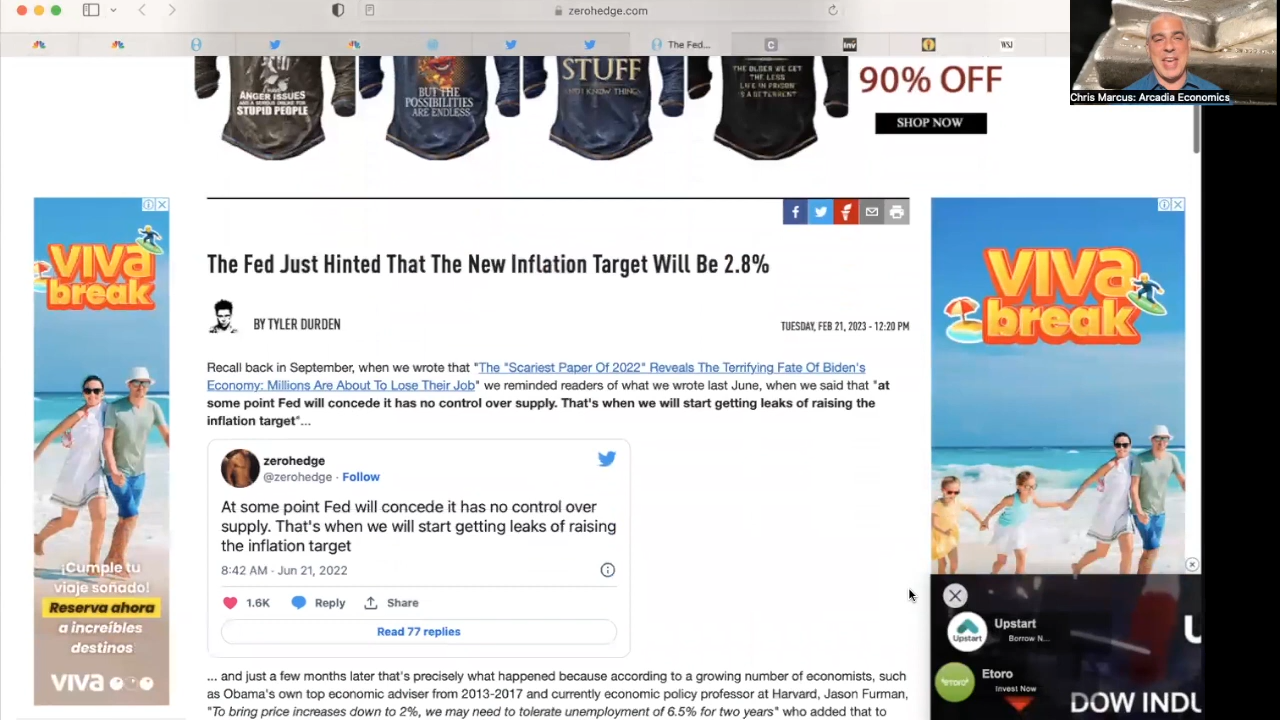 zerohedge.com
The Fed...
C
Inv
WSJ
Chris Marcus: Arcadia Economics
ANGER ISSUES
STUPID PEOPLE
BUT THE
POSSIBILITIES
ARE ENDLESS
STUFF
THE OLDER WE GET
THE LESS
LIFE IN PRISON
IS A DETERRENT
90% OFF
SHOP NOW
VIVA
break
¡Cumple tu
viaje soñado!
Reserva ahora
a increíbles
destinos
VIVA
The Fed Just Hinted That The New Inflation Target Will Be 2.8%
BY TYLER DURDEN
TUESDAY, FEB 21, 2023 - 12:20 PM
Recall back in September, when we wrote that "The "Scariest Paper Of 2022" Reveals The Terrifying Fate Of Biden's
Economy: Millions Are About To Lose Their Job" we reminded readers of what we wrote last June, when we said that "at
some point Fed will concede it has no control over supply. That's when we will start getting leaks of raising the
inflation target"...
zerohedge
@zerohedge · Follow
At some point Fed will concede it has no control over
supply. That's when we will start getting leaks of raising
the inflation target
8:42 AM · Jun 21, 2022
1.6K Reply Share
Read 77 replies
... and just a few months later that's precisely what happened because according to a growing number of economists, such
as Obama's own top economic adviser from 2013-2017 and currently economic policy professor at Harvard, Jason Furman,
"To bring price increases down to 2%, we may need to tolerate unemployment of 6.5% for two years" who added that to
VIVA
break
Upstart
Upstart
Borrow N...
etoro
Etoro
Invest Now
DOW INDU